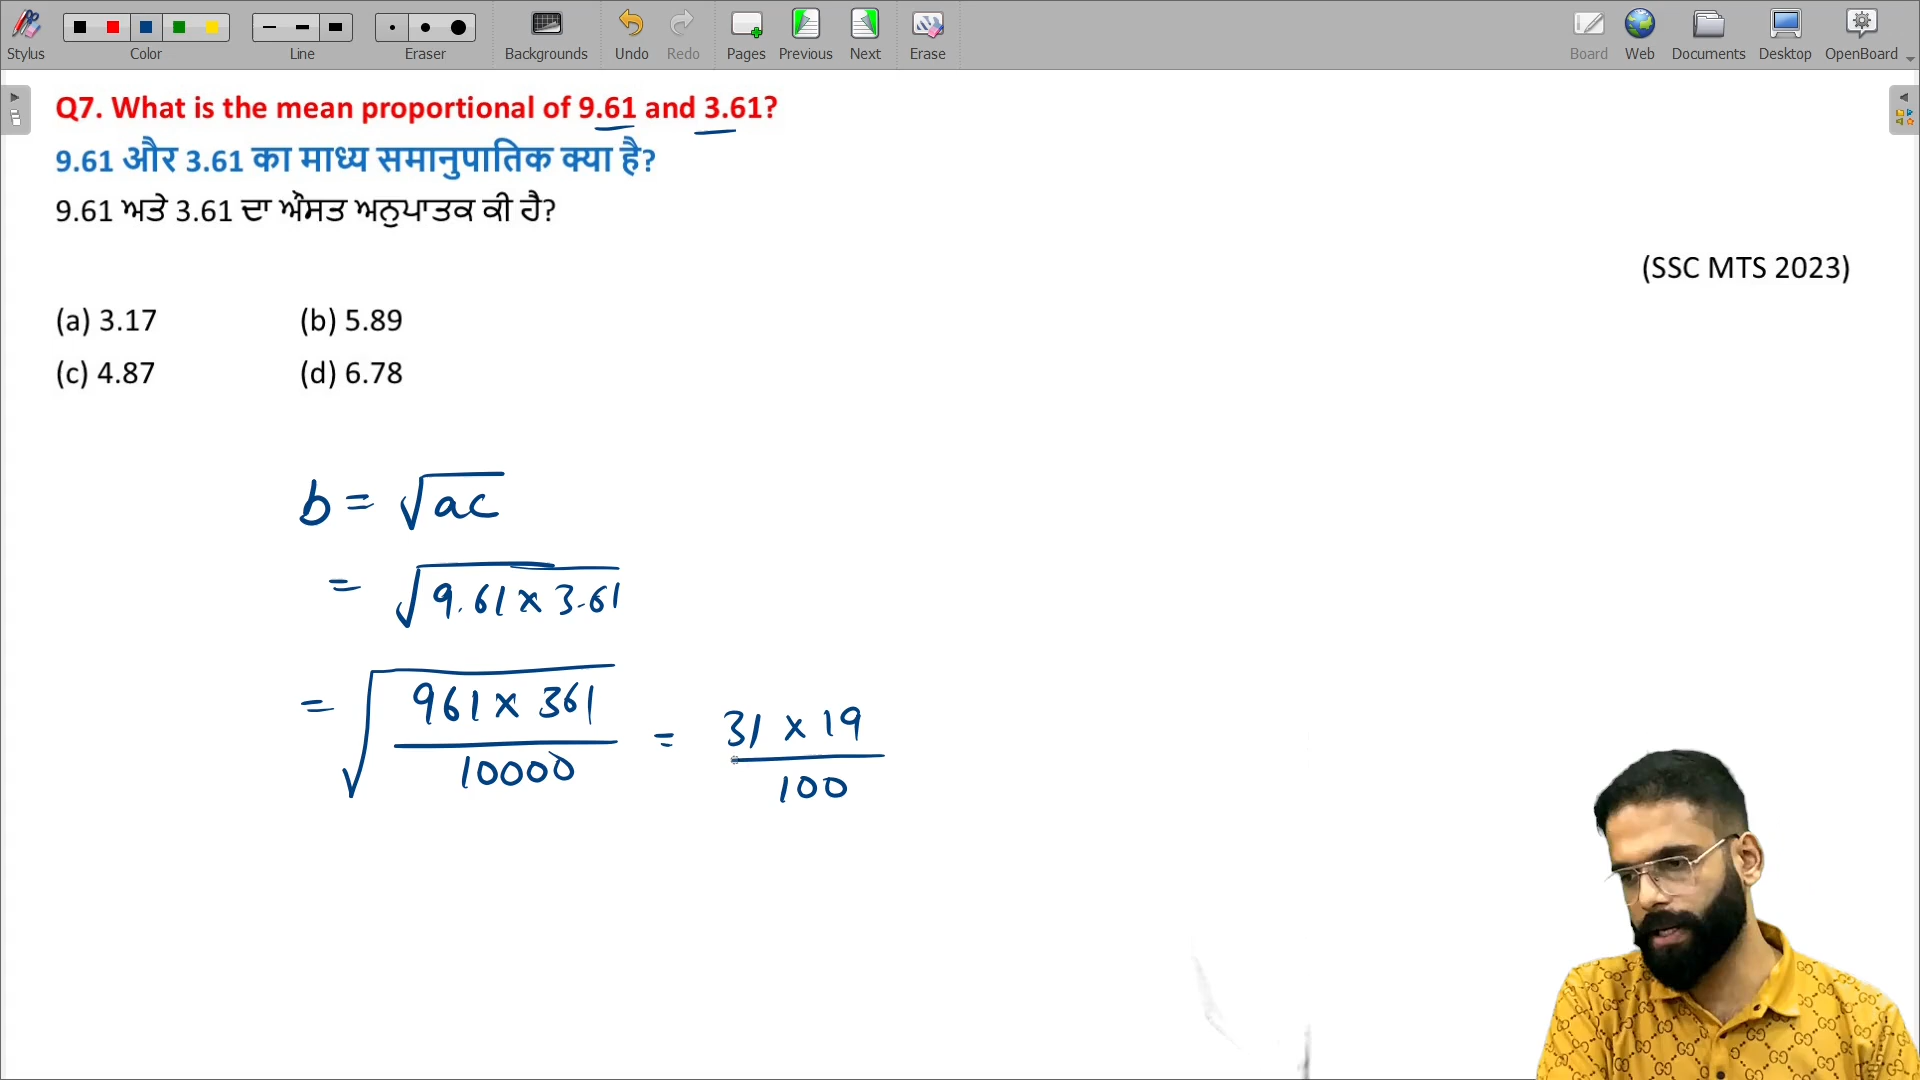 Stylus Color Line Eraser Backgrounds Undo Redo Pages Previous Next Erase Board Web Documents Desktop OpenBoard
Q7. What is the mean proportional of 9.61 and 3.61?
9.61 और 3.61 का माध्य समानुपातिक क्या है?
9.61 ਅਤੇ 3.61 ਦਾ ਔਸਤ ਅਨੁਪਾਤਕ ਕੀ ਹੈ?
(SSC MTS 2023)
(a) 3.17 (b) 5.89
(c) 4.87 (d) 6.78
b = √ac
= √9.61 × 3.61
= √961 × 361 / 10000 = 31 × 19 / 100